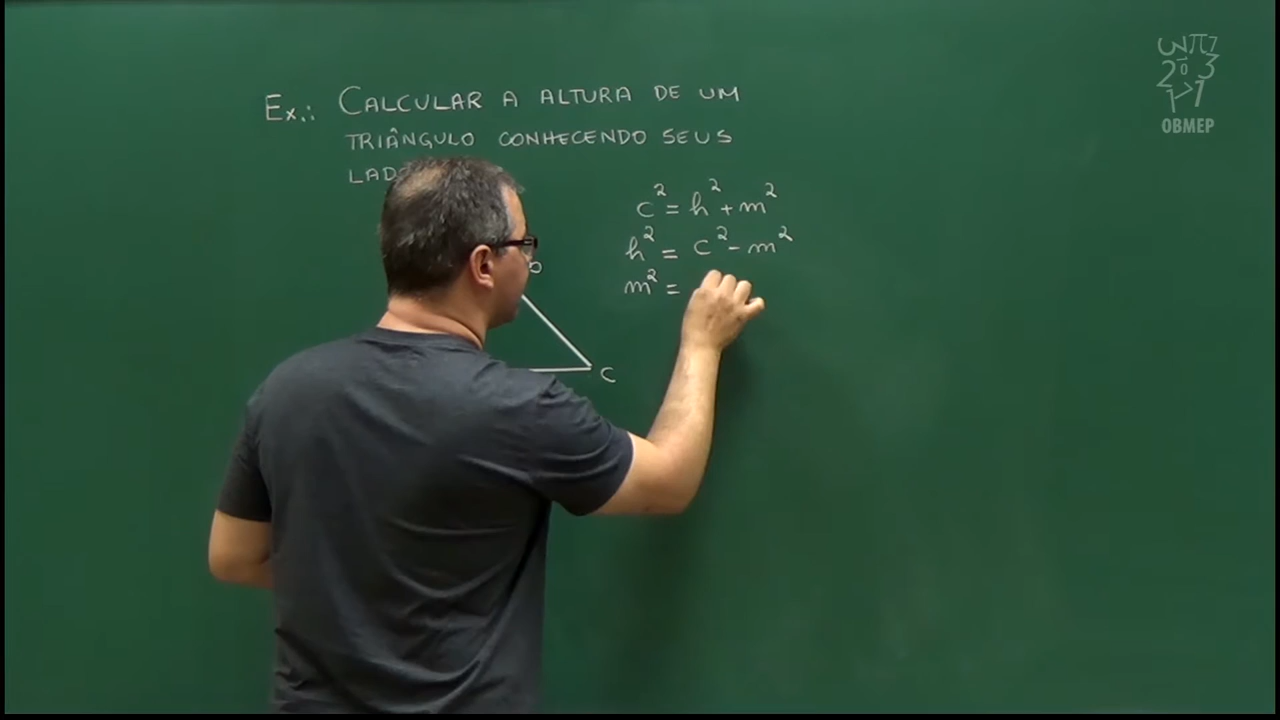 Ex.: CALCULAR A ALTURA DE UM
TRIÂNGULO CONHECENDO SEUS
c² = h² + m²
h² = c² - m²
m² =
b
C
OBMEP